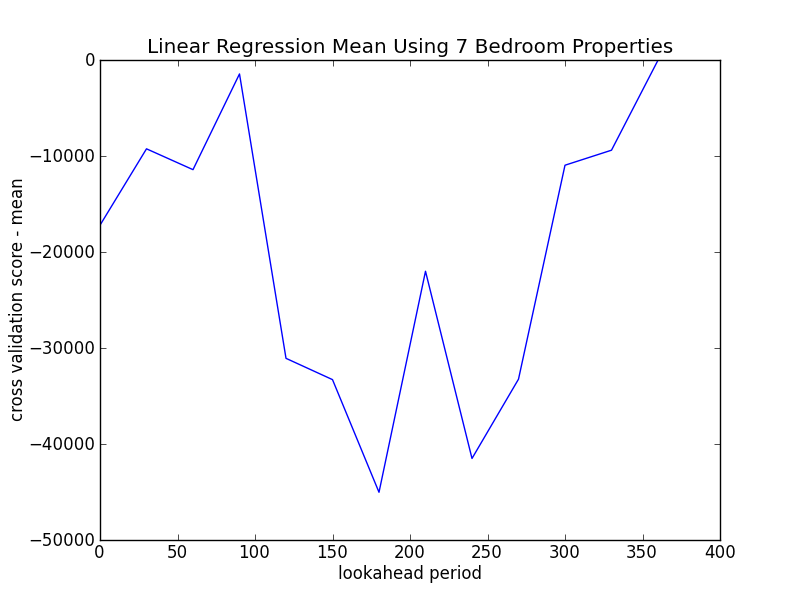 Linear Regression Mean Using 7 Bedroom Properties
0
−10000
−20000
−30000
−40000
−50000
cross validation score - mean
0 50 100 150 200 250 300 350 400
lookahead period